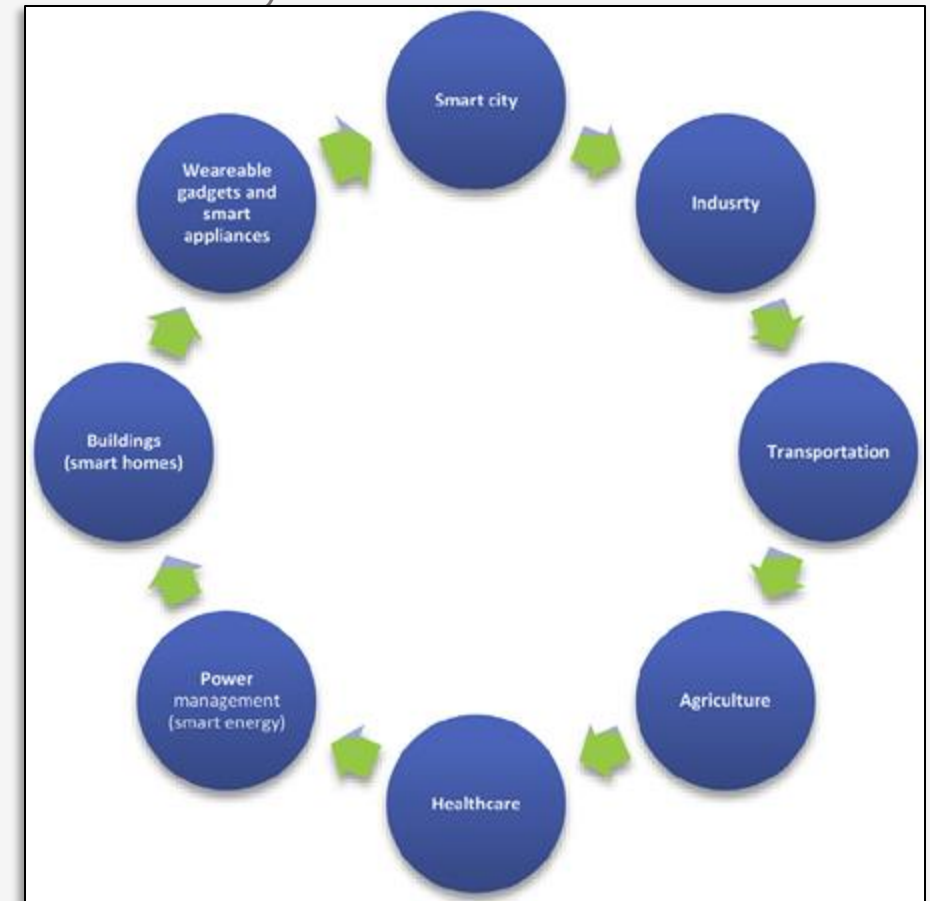 Smart city
Indusrty
Transportation
Agriculture
Healthcare
Power
management
(smart energy)
Buildings
(smart homes)
Weareable
gadgets and
smart
appliances